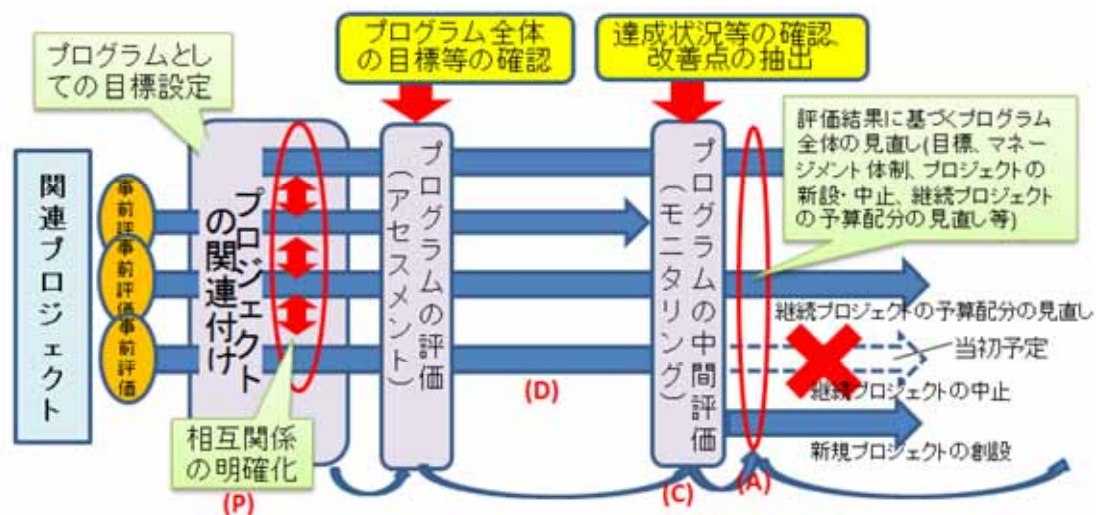 プログラム全体
の目標等の確認
達成状況等の確認、
改善点の抽出
プログラムとし
ての目標設定
評価結果に基づくプログラム
全体の見直し(目標、マネー
ジメント体制、プロジェクトの
新設・中止、継続プロジェクト
の予算配分の見直し等)
関連プロジェクト
事前評
事前評価
事前評価
プロジェクト
の関連付け
プログラムの評価
(アセスメント)
プログラムの中間評価
(モニタリング)
継続プロジェクトの予算配分の見直し
当初予定
継続プロジェクトの中止
新規プロジェクトの創設
相互関係
の明確化
(P)
(D)
(C)
(A)